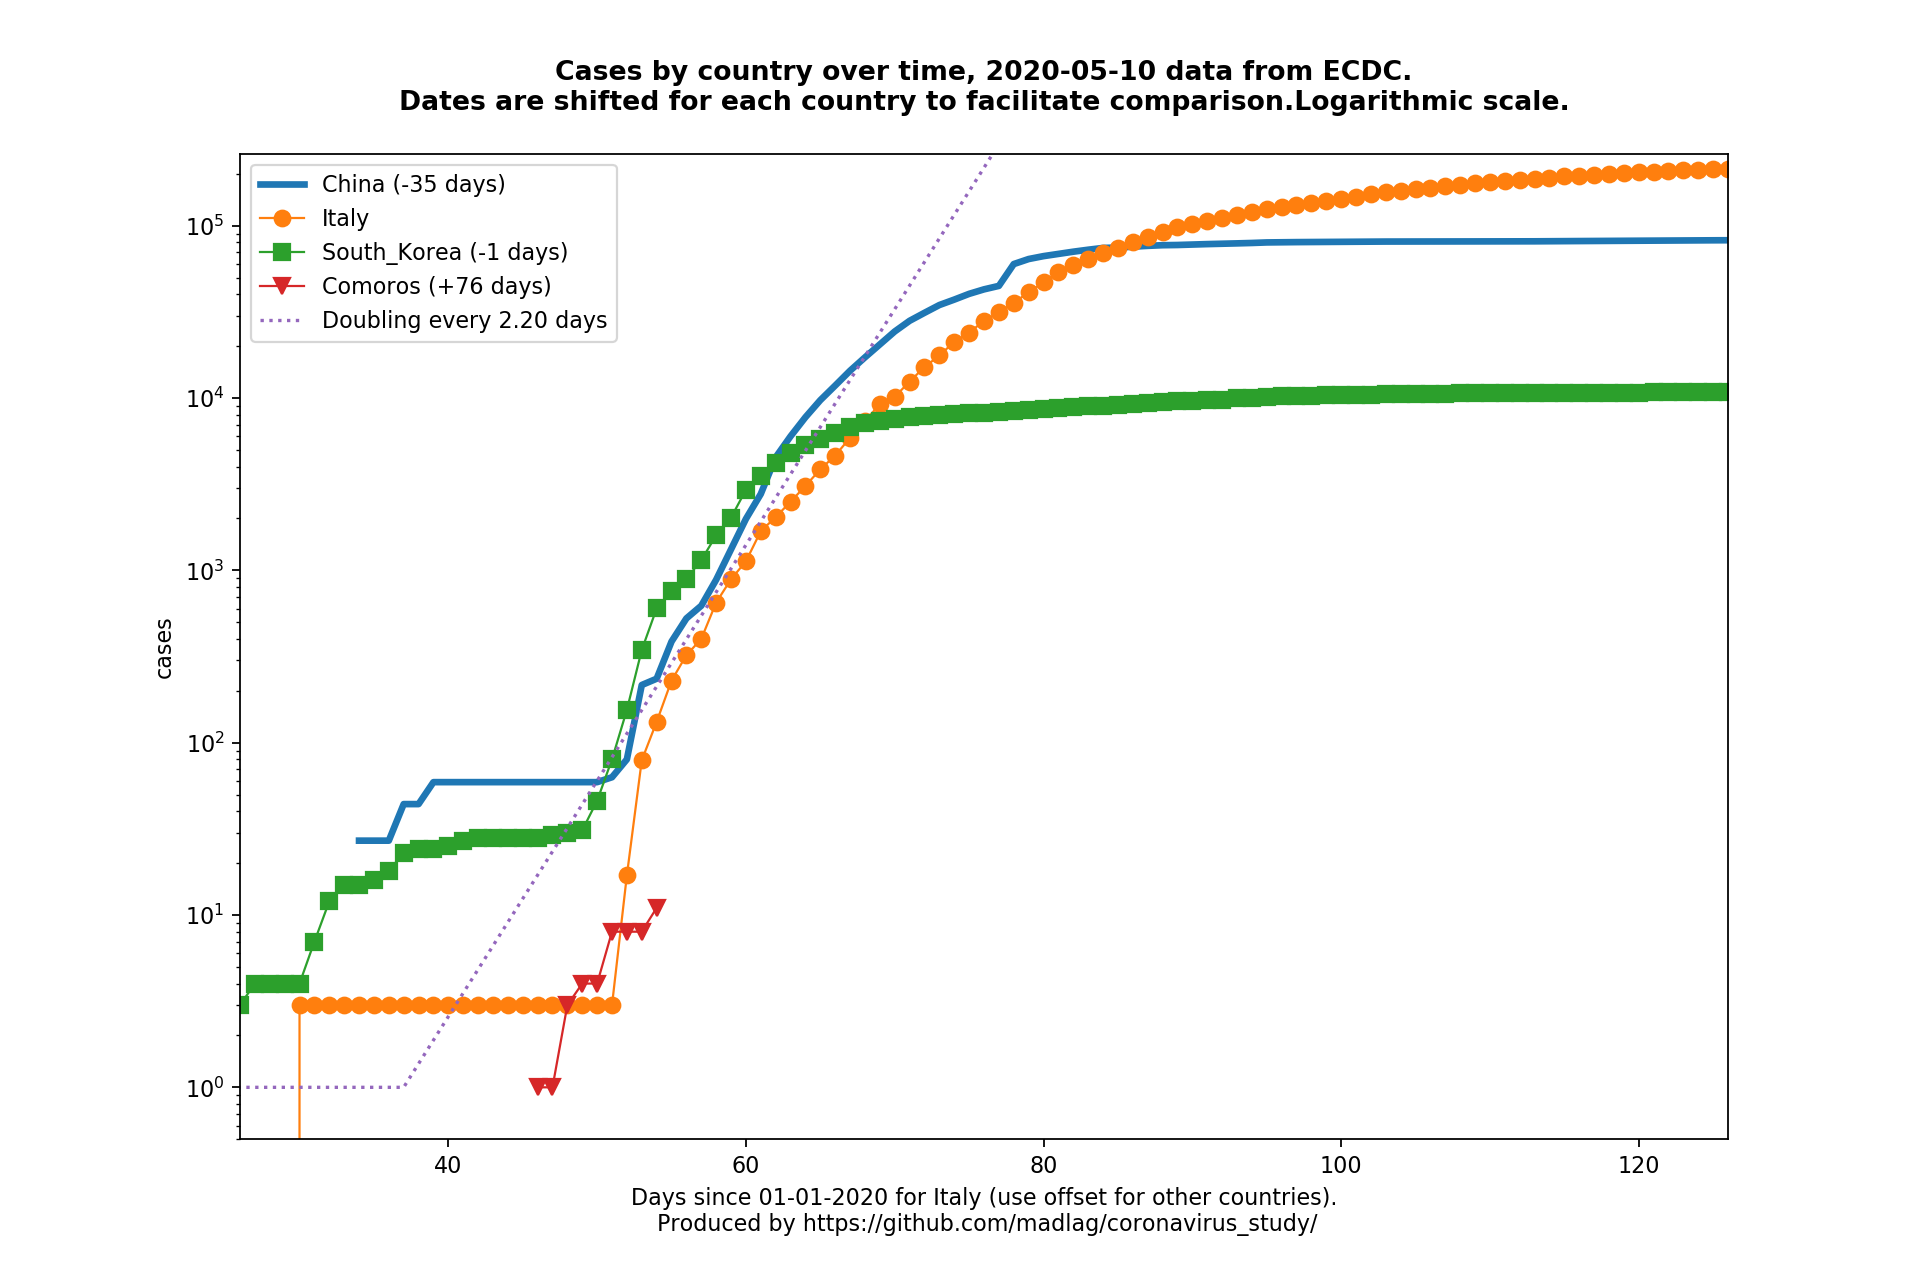 Cases by country over time, 2020-05-10 data from ECDC.
Dates are shifted for each country to facilitate comparison.Logarithmic scale.
China (-35 days)
Italy
South_Korea (-1 days)
Comoros (+76 days)
Doubling every 2.20 days
10⁵
10⁴
10³
10²
10¹
10⁰
cases
40 60 80 100 120
Days since 01-01-2020 for Italy (use offset for other countries).
Produced by https://github.com/madlag/coronavirus_study/